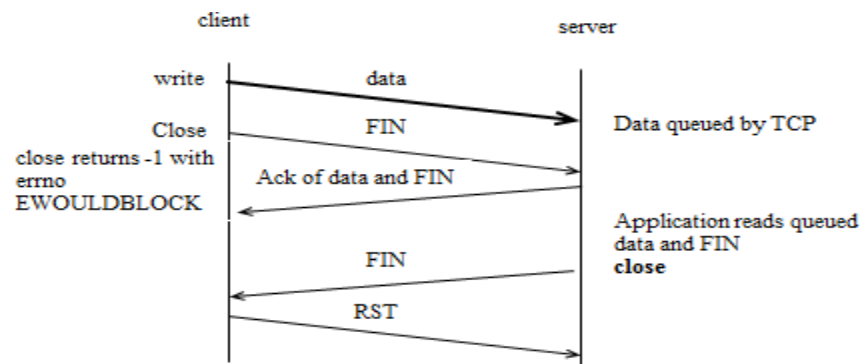 client
server
write
data
Data queued by TCP
Close
FIN
close returns -1 with
errno
EWOULDBLOCK
Ack of data and FIN
Application reads queued
data and FIN
close
FIN
RST